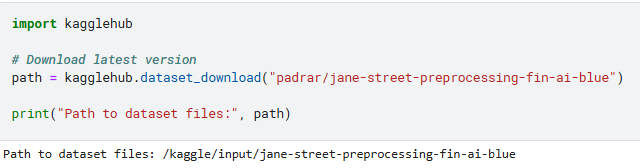 import kagglehub
# Download latest version
path = kagglehub.dataset_download("padrar/jane-street-preprocessing-fin-ai-blue")
print("Path to dataset files:", path)
Path to dataset files: /kaggle/input/jane-street-preprocessing-fin-ai-blue